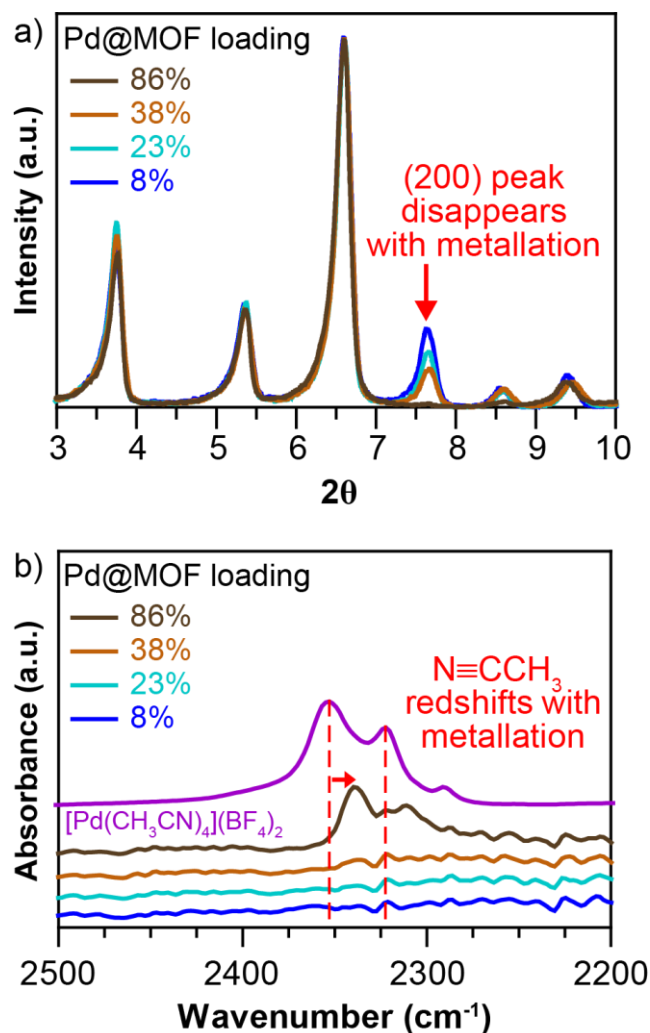 a)
Pd@MOF loading
86%
38%
23%
8%
(200) peak
disappears
with metallation
Intensity (a.u.)
3 4 5 6 7 8 9 10
2θ
b)
Pd@MOF loading
86%
38%
23%
8%
N≡CCH₃
redshifts with
metallation
[Pd(CH₃CN)₄](BF₄)₂
Absorbance (a.u.)
2500 2400 2300 2200
Wavenumber (cm⁻¹)